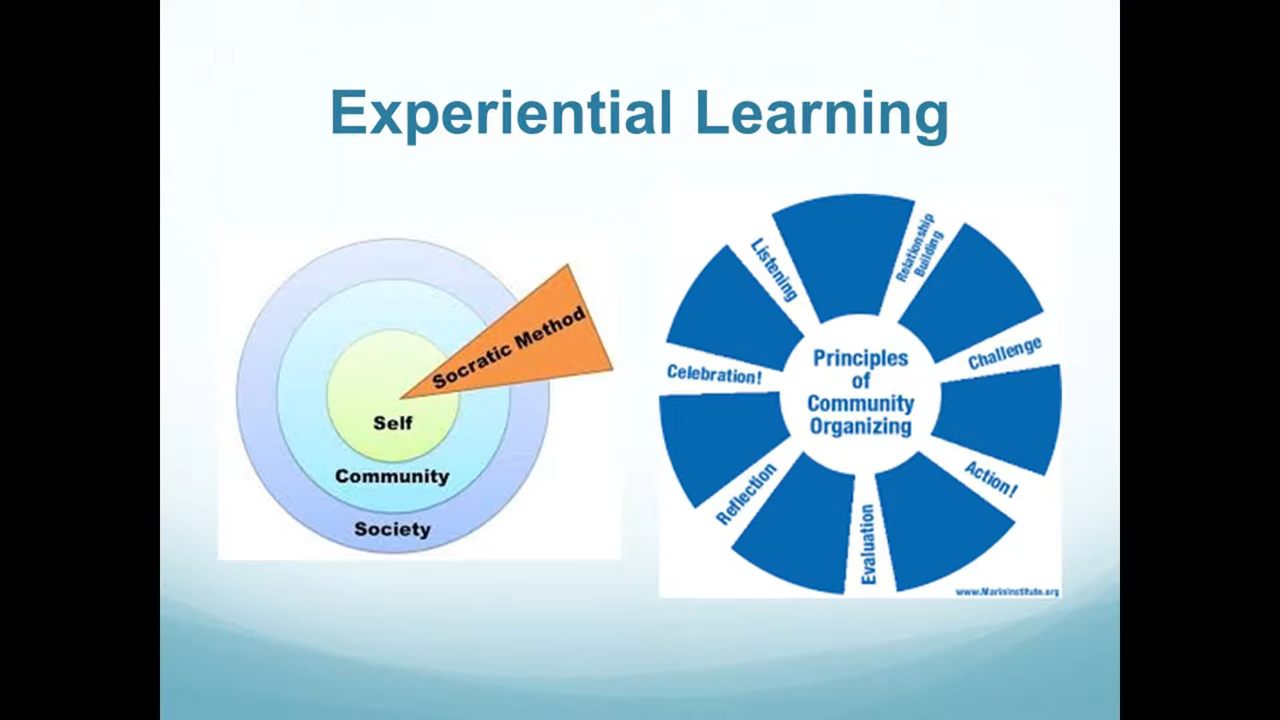 Experiential Learning
Socratic Method
Self
Community
Society
Principles
of
Community
Organizing
Listening
Relationship
Building
Challenge
Action!
Evaluation
Reflection
Celebration!
www.MarinInstitute.org